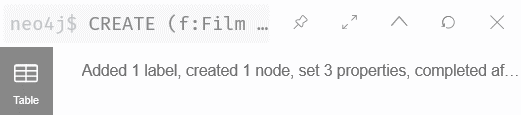 neo4j$ CREATE (f:Film …
Added 1 label, created 1 node, set 3 properties, completed af…
Table